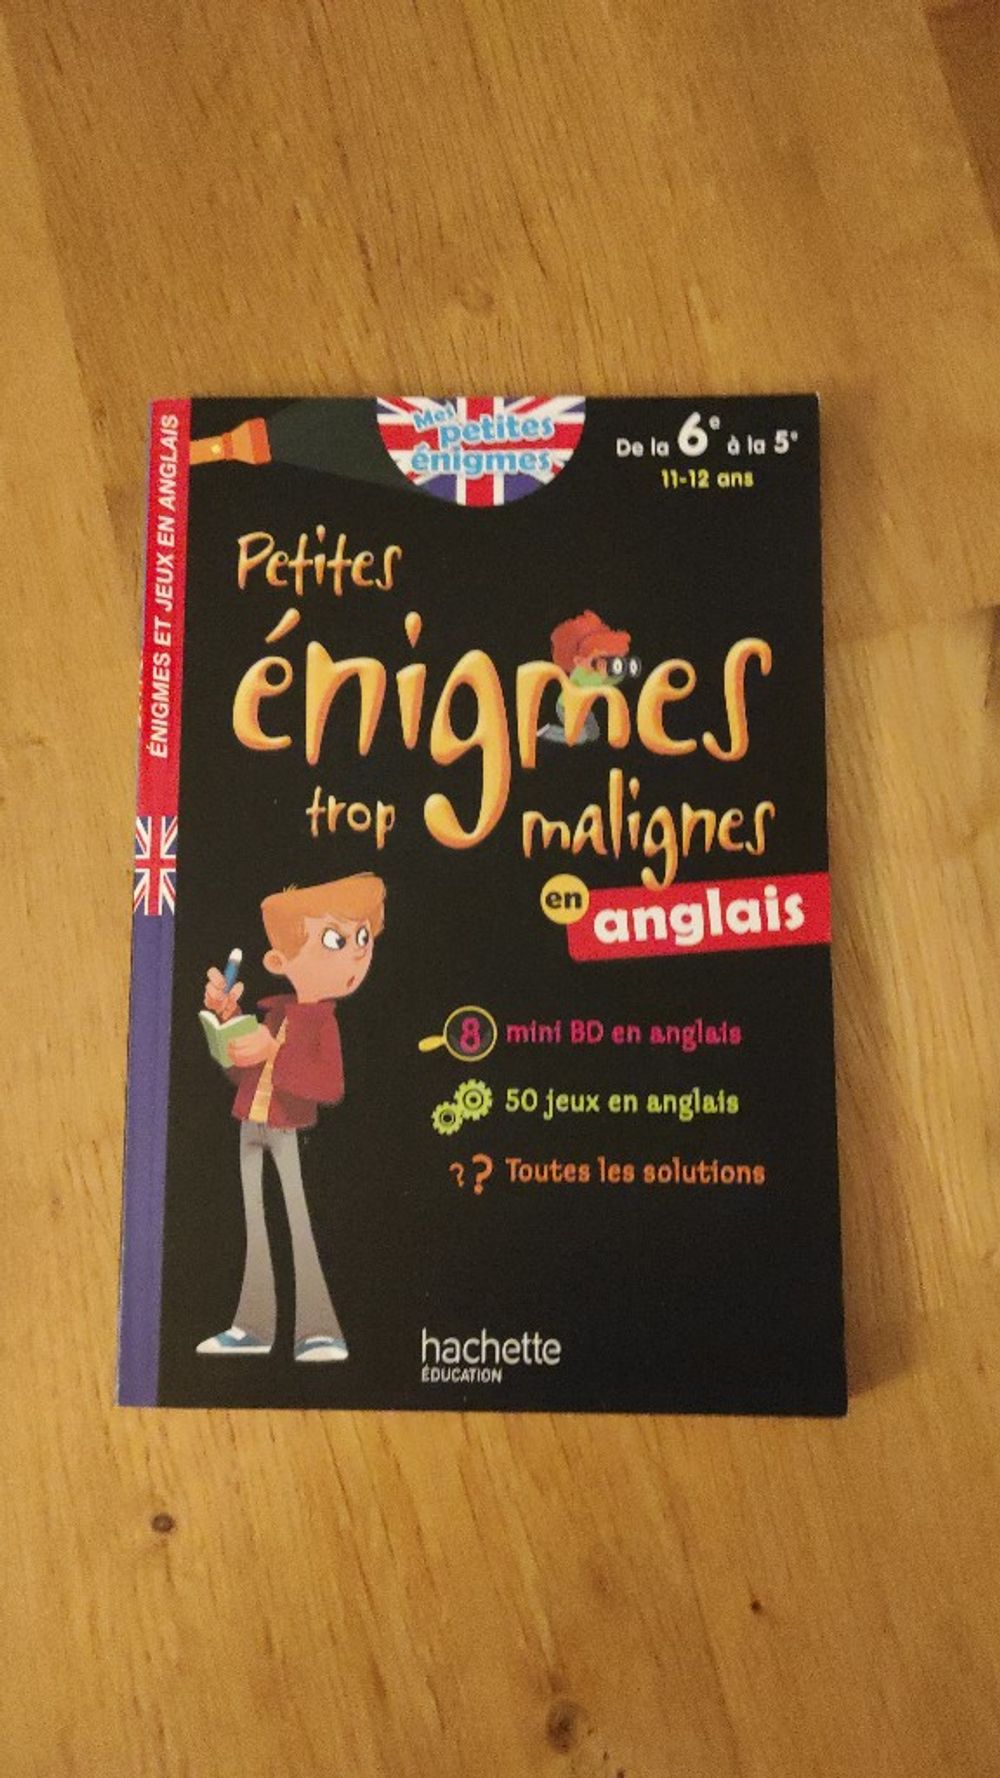 ÉNIGMES ET JEUX EN ANGLAIS
Mes
petites
énigmes
De la 6e à la 5e
11-12 ans
Petites
énigmes
trop malignes
en anglais
8 mini BD en anglais
50 jeux en anglais
?? Toutes les solutions
hachette
ÉDUCATION